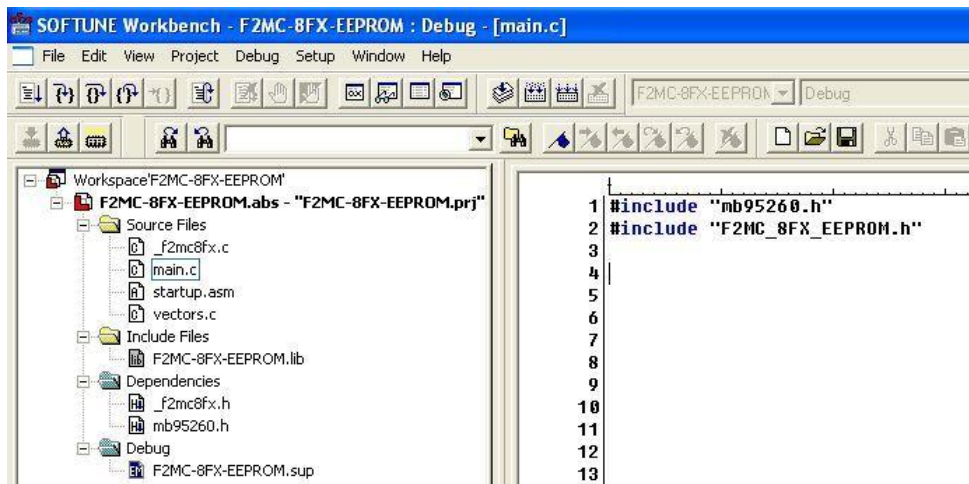 SOFTUNE Workbench - F2MC-8FX-EEPROM : Debug - [main.c]
File Edit View Project Debug Setup Window Help
F2MC-8FX-EEPRON Debug
Workspace'F2MC-8FX-EEPROM'
F2MC-8FX-EEPROM.abs - "F2MC-8FX-EEPROM.prj"
Source Files
_f2mc8fx.c
main.c
startup.asm
vectors.c
Include Files
F2MC-8FX-EEPROM.lib
Dependencies
_f2mc8fx.h
mb95260.h
Debug
F2MC-8FX-EEPROM.sup
1 #include "mb95260.h"
2 #include "F2MC_8FX_EEPROM.h"
3
4
5
6
7
8
9
10
11
12
13